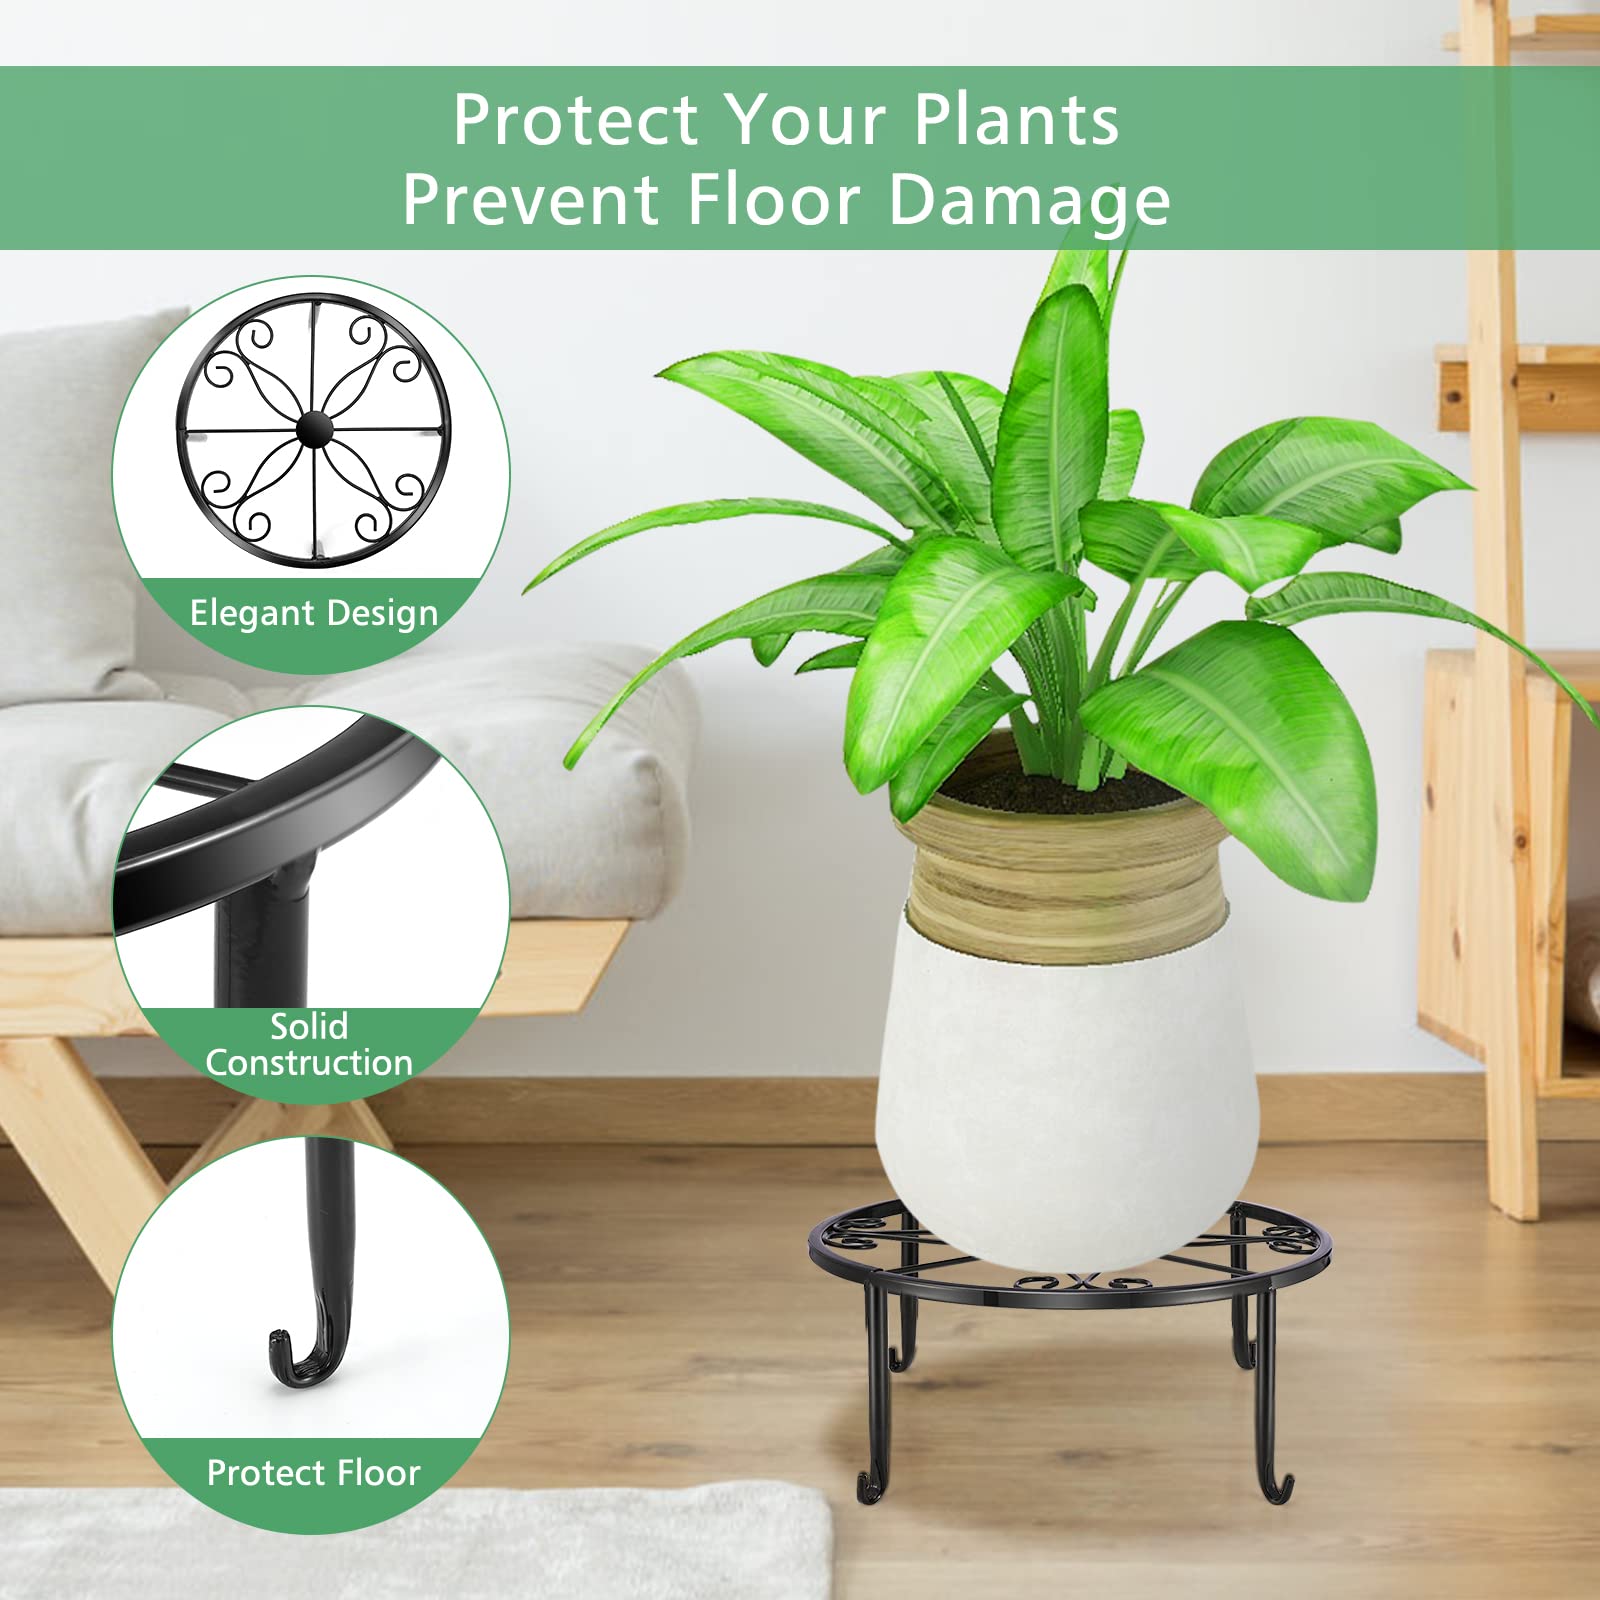 Protect Your Plants
Prevent Floor Damage
Elegant Design
Solid
Construction
Protect Floor